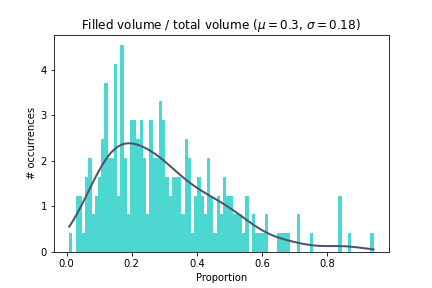 Filled volume / total volume (μ = 0.3, σ = 0.18)
# occurrences
4
3
2
1
0
0.0 0.2 0.4 0.6 0.8
Proportion